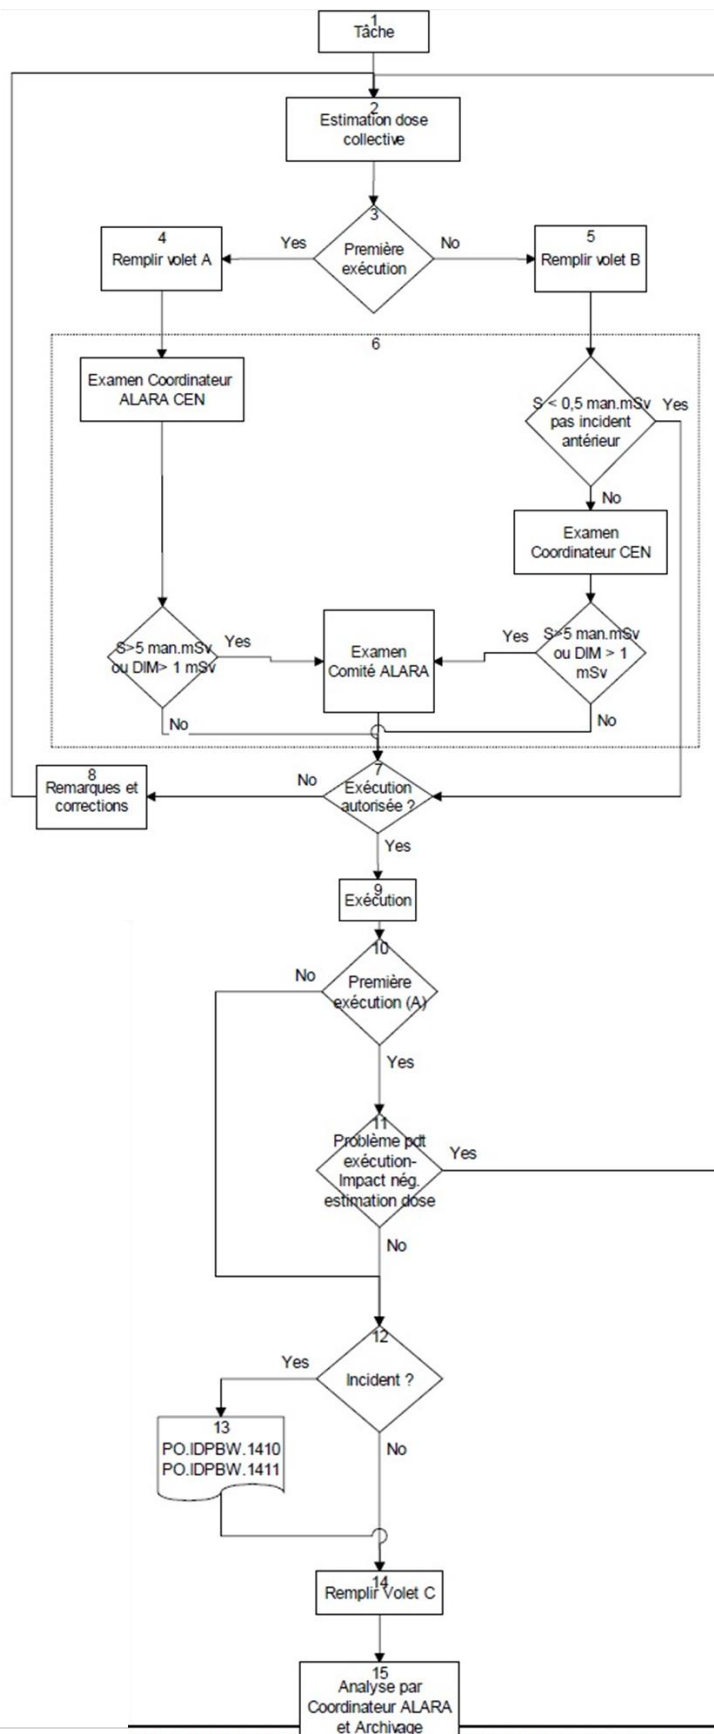 1
Tâche
2
Estimation dose
collective
3
Première
exécution
Yes
No
4
Remplir volet A
5
Remplir volet B
6
Examen Coordinateur
ALARA CEN
S < 0,5 man.mSv
pas incident
antérieur
Yes
No
Examen
Coordinateur CEN
S>5 man.mSv
ou DIM> 1 mSv
Yes
No
Examen
Comité ALARA
Yes
S>5 man.mSv
ou DIM > 1
mSv
No
7
Exécution
autorisée ?
No
8
Remarques et
corrections
Yes
9
Exécution
10
Première
exécution (A)
No
Yes
11
Problème pdt
exécution-
Impact nég.
estimation dose
Yes
No
12
Incident ?
Yes
13
PO.IDPBW.1410
PO.IDPBW.1411
No
14
Remplir Volet C
15
Analyse par
Coordinateur ALARA
et Archivage